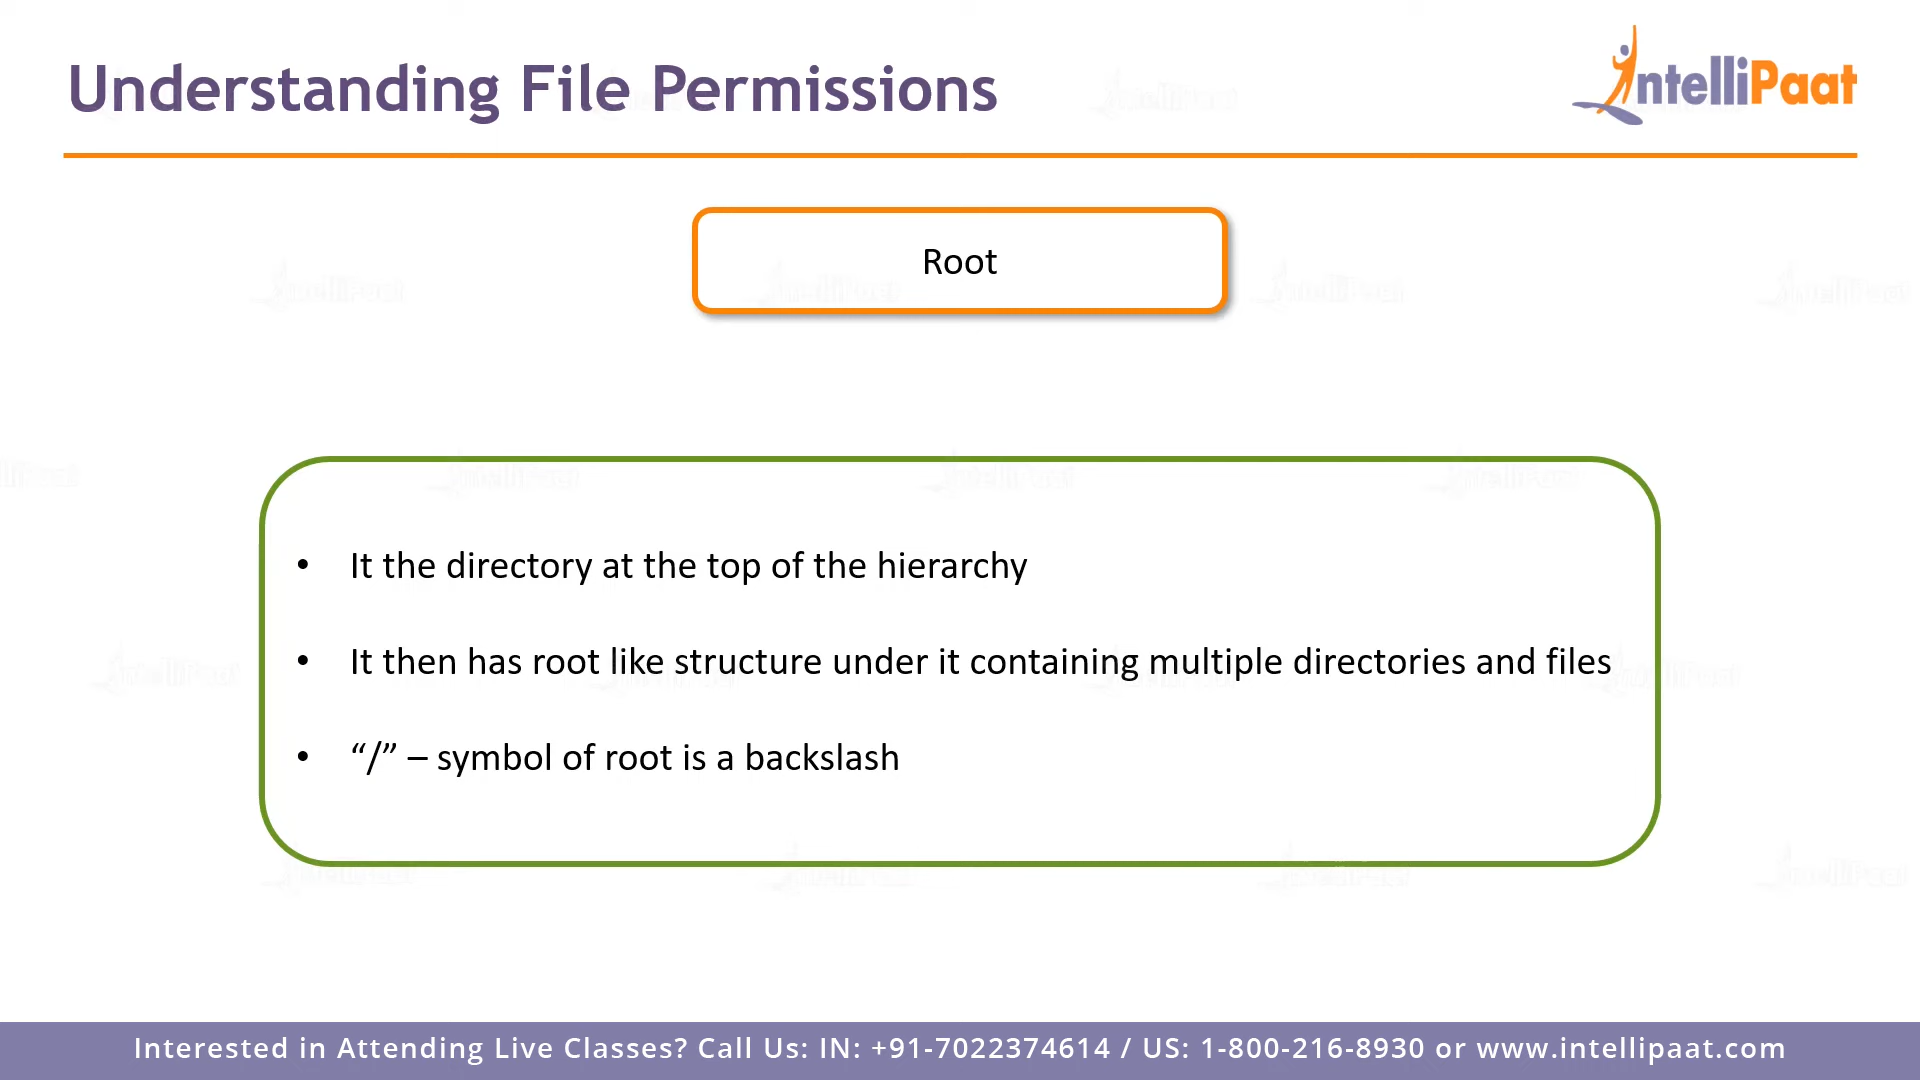 Understanding File Permissions
IntelliPaat
Root
• It the directory at the top of the hierarchy
• It then has root like structure under it containing multiple directories and files
• “/” – symbol of root is a backslash
Interested in Attending Live Classes? Call Us: IN: +91-7022374614 / US: 1-800-216-8930 or www.intellipaat.com